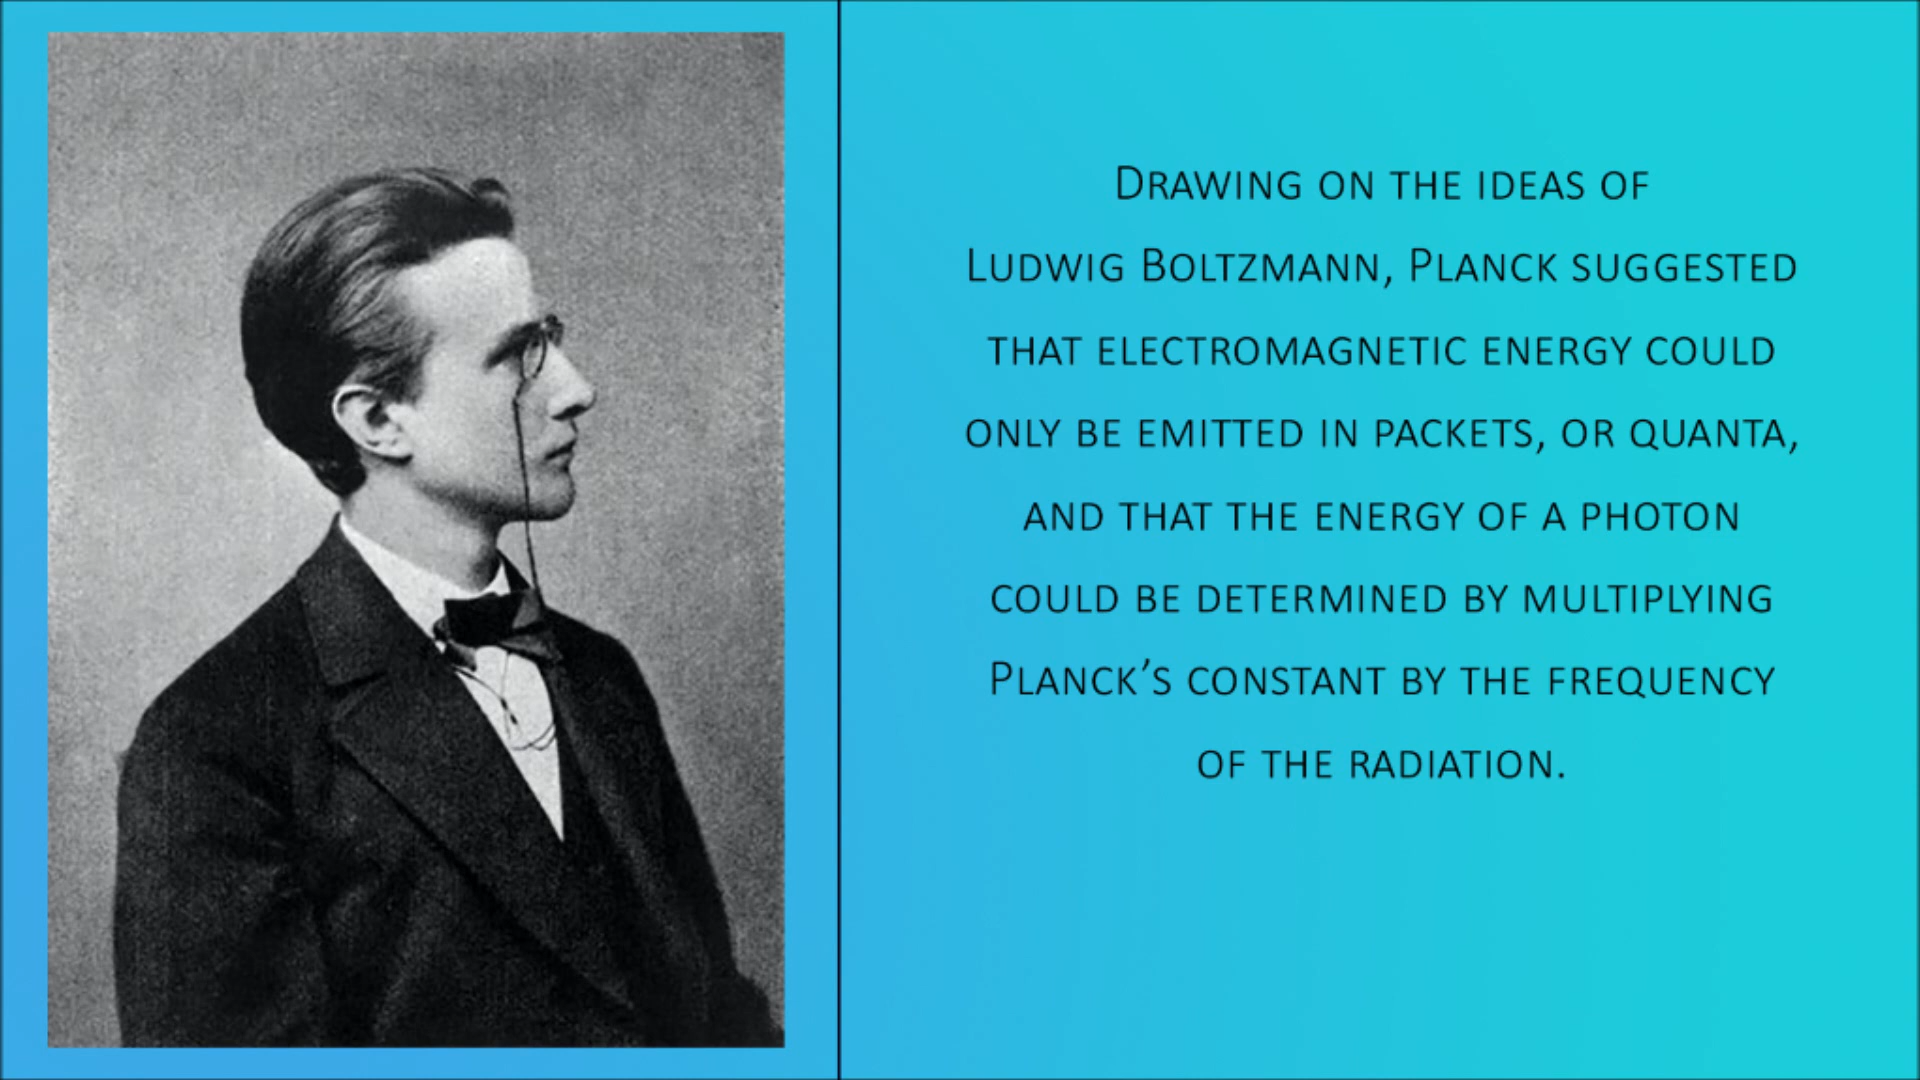 Drawing on the ideas of
Ludwig Boltzmann, Planck suggested
that electromagnetic energy could
only be emitted in packets, or quanta,
and that the energy of a photon
could be determined by multiplying
Planck’s constant by the frequency
of the radiation.